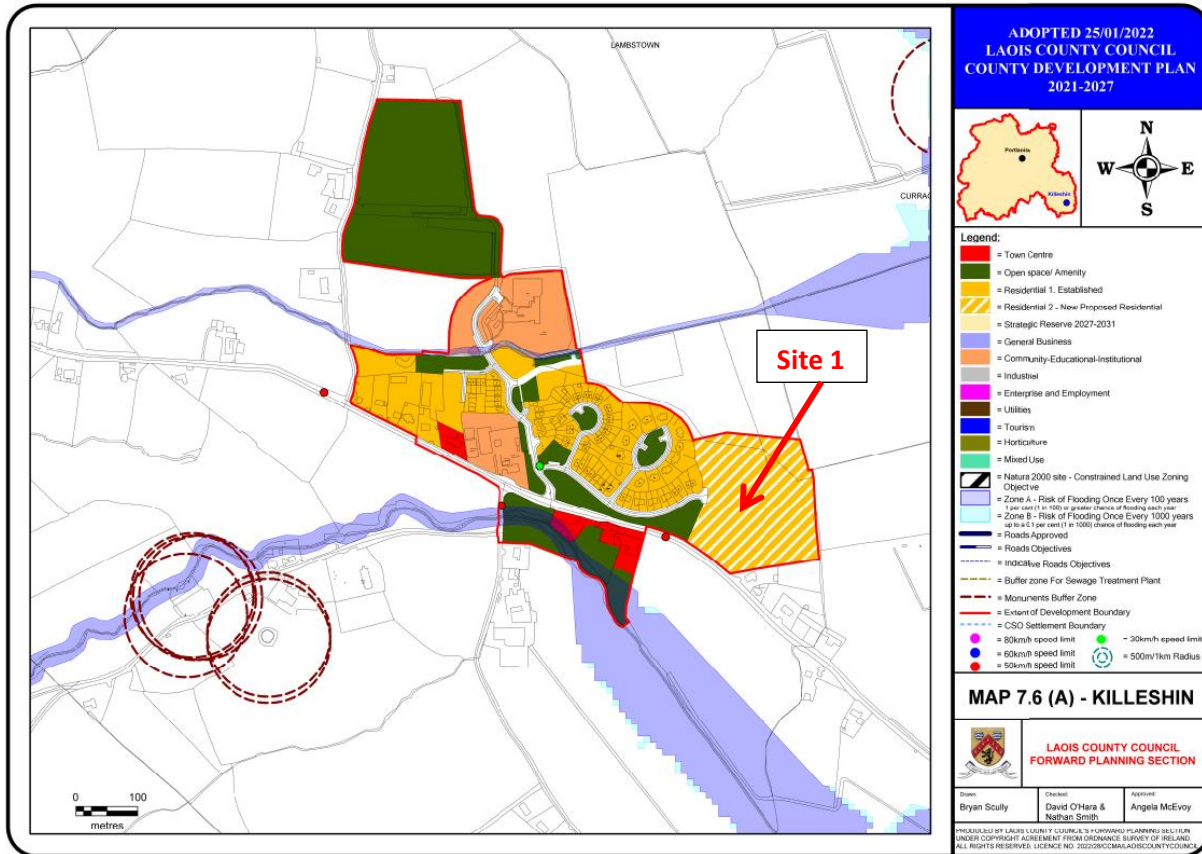 LAMBSTOWN
CURRAG
Site 1
0 100
metres
ADOPTED 25/01/2022
LAOIS COUNTY COUNCIL
COUNTY DEVELOPMENT PLAN
2021-2027
Portlaoise
Killeshin
N
W E
S
Legend:
= Town Centre
= Open space/ Amenity
= Residential 1. Established
= Residential 2 - New Proposed Residential
= Strategic Reserve 2027-2031
= General Business
= Community-Educational-Institutional
= Industrial
= Enterprise and Employment
= Utilities
= Tourism
= Horticulture
= Mixed Use
= Natura 2000 site - Constrained Land Use Zoning
Objective
= Zone A - Risk of Flooding Once Every 100 years
1 per cent (1 in 100) or greater chance of flooding each year
= Zone B - Risk of Flooding Once Every 1000 years
up to a 0.1 per cent (1 in 1000) chance of flooding each year
= Roads Approved
= Roads Objectives
= Indicative Roads Objectives
= Buffer zone For Sewage Treatment Plant
= Monuments Buffer Zone
= Extent of Development Boundary
= CSO Settlement Boundary
= 80km/h speed limit = 30km/h speed limit
= 60km/h speed limit = 500m/1km Radius
= 50km/h speed limit
MAP 7.6 (A) - KILLESHIN
LAOIS COUNTY COUNCIL
FORWARD PLANNING SECTION
Drawn: Checked: Approved:
Bryan Scully David O'Hara & Angela McEvoy
Nathan Smith
PRODUCED BY LAOIS COUNTY COUNCIL'S FORWARD PLANNING SECTION
UNDER COPYRIGHT AGREEMENT FROM ORDNANCE SURVEY OF IRELAND.
ALL RIGHTS RESERVED. LICENCE NO. 2022/28/CCMA/LAOISCOUNTYCOUNC